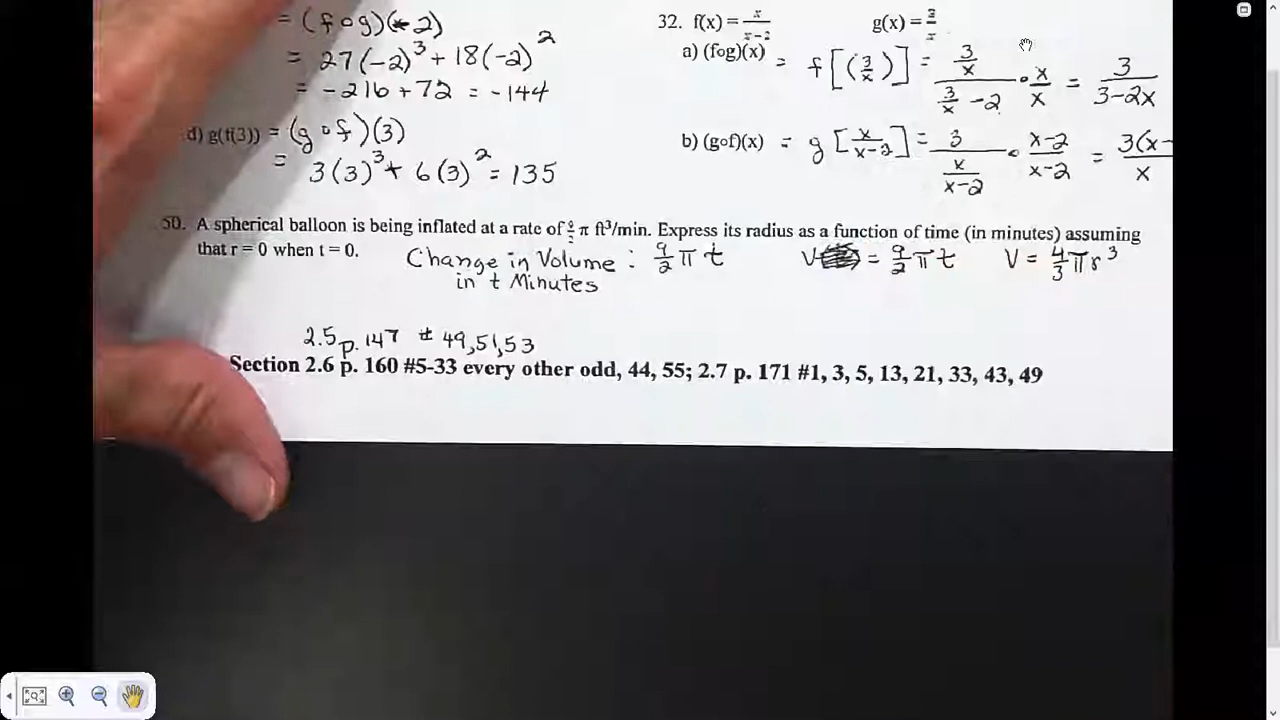 = (f∘g)(-2)
= 27(-2)³ + 18(-2)²
= -216 + 72 = -144
d) g(f(3)) = (g∘f)(3)
= 3(3)³ + 6(3)² = 135
32. f(x) = x/(x-2) g(x) = 3/x
a) (fog)(x) = f[(3/x)] = (3/x)/(3/x - 2) • x/x = 3/(3-2x)
b) (gof)(x) = g[x/(x-2)] = 3/(x/(x-2)) • (x-2)/(x-2) = 3(x-/x
50. A spherical balloon is being inflated at a rate of 9/2 π ft³/min. Express its radius as a function of time (in minutes) assuming
that r = 0 when t = 0.
Change in Volume : 9/2 π t V = 9/2 π t V = 4/3 π r³
in t Minutes
2.5 p. 147 # 49,51,53
Section 2.6 p. 160 #5-33 every other odd, 44, 55; 2.7 p. 171 #1, 3, 5, 13, 21, 33, 43, 49